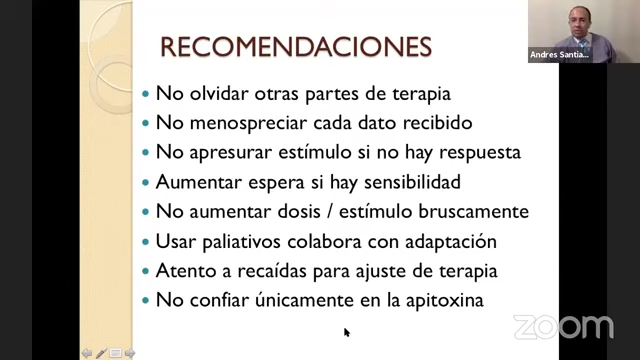 RECOMENDACIONES
No olvidar otras partes de terapia
No menospreciar cada dato recibido
No apresurar estímulo si no hay respuesta
Aumentar espera si hay sensibilidad
No aumentar dosis / estímulo bruscamente
Usar paliativos colabora con adaptación
Atento a recaídas para ajuste de terapia
No confiar únicamente en la apitoxina
Andres Santia...
zoom